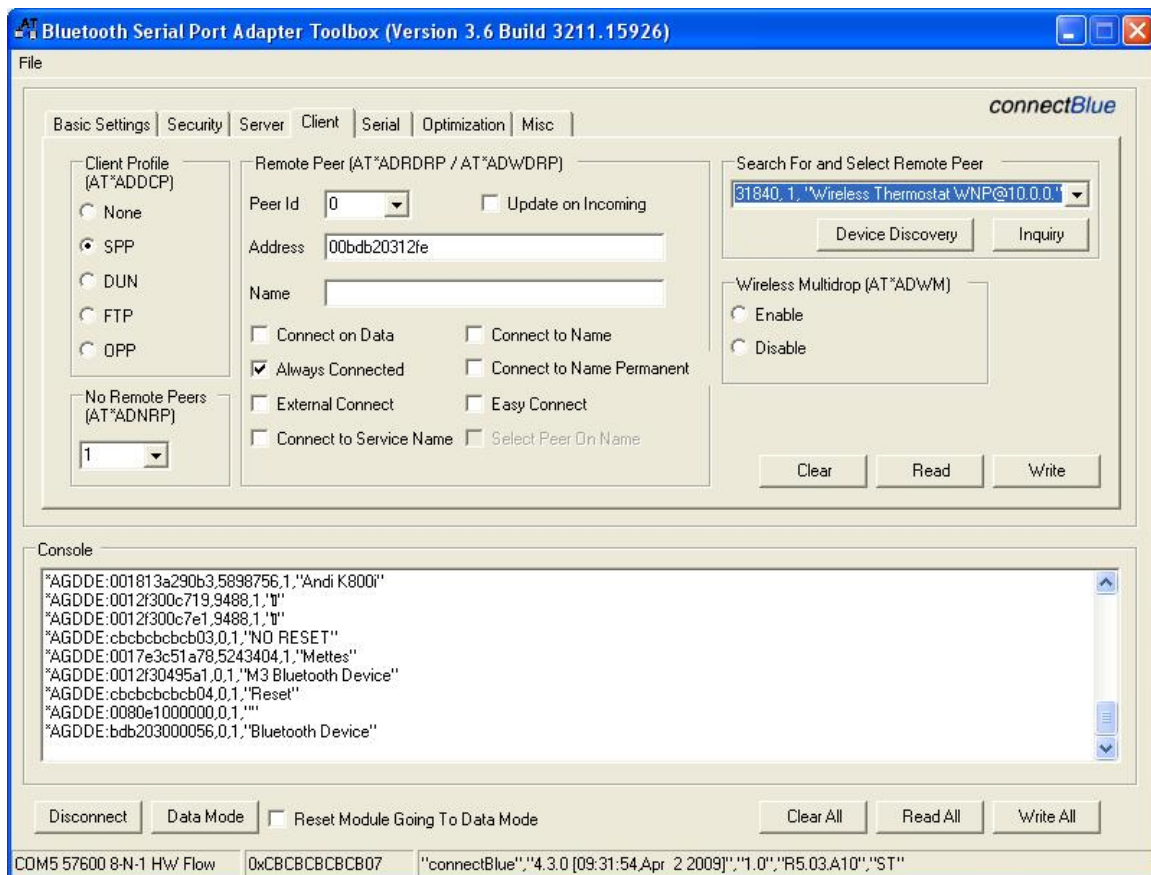 Bluetooth Serial Port Adapter Toolbox (Version 3.6 Build 3211.15926)
File
connectBlue
Basic Settings Security Server Client Serial Optimization Misc
Client Profile
(AT*ADDCP)
None
SPP
DUN
FTP
OPP
No Remote Peers
(AT*ADNRP)
1
Remote Peer (AT*ADRDRP / AT*ADWDRP)
Peer Id 0 Update on Incoming
Address 00bdb20312fe
Name
Connect on Data Connect to Name
Always Connected Connect to Name Permanent
External Connect Easy Connect
Connect to Service Name Select Peer On Name
Search For and Select Remote Peer
31840, 1, "Wireless Thermostat WNP@10.0.0."
Device Discovery Inquiry
Wireless Multidrop (AT*ADWM)
Enable
Disable
Clear Read Write
Console
*AGDDE:001813a290b3,5898756,1,"Andi K800i"
*AGDDE:0012f300c719,9488,1,
*AGDDE:0012f300c7e1,9488,1,
*AGDDE:cbcbcbcbcb03,0,1,"NO RESET"
*AGDDE:0017e3c51a78,5243404,1,"Mettes"
*AGDDE:0012f30495a1,0,1,"M3 Bluetooth Device"
*AGDDE:cbcbcbcbcb04,0,1,"Reset"
*AGDDE:0080e1000000,0,1,""
*AGDDE:bdb203000056,0,1,"Bluetooth Device"
Disconnect Data Mode Reset Module Going To Data Mode Clear All Read All Write All
COM5 57600 8-N-1 HW Flow 0xCBCBCBCBCB07 "connectBlue","4.3.0 [09:31:54,Apr 2 2009]","1.0","R5.03.A10","ST"